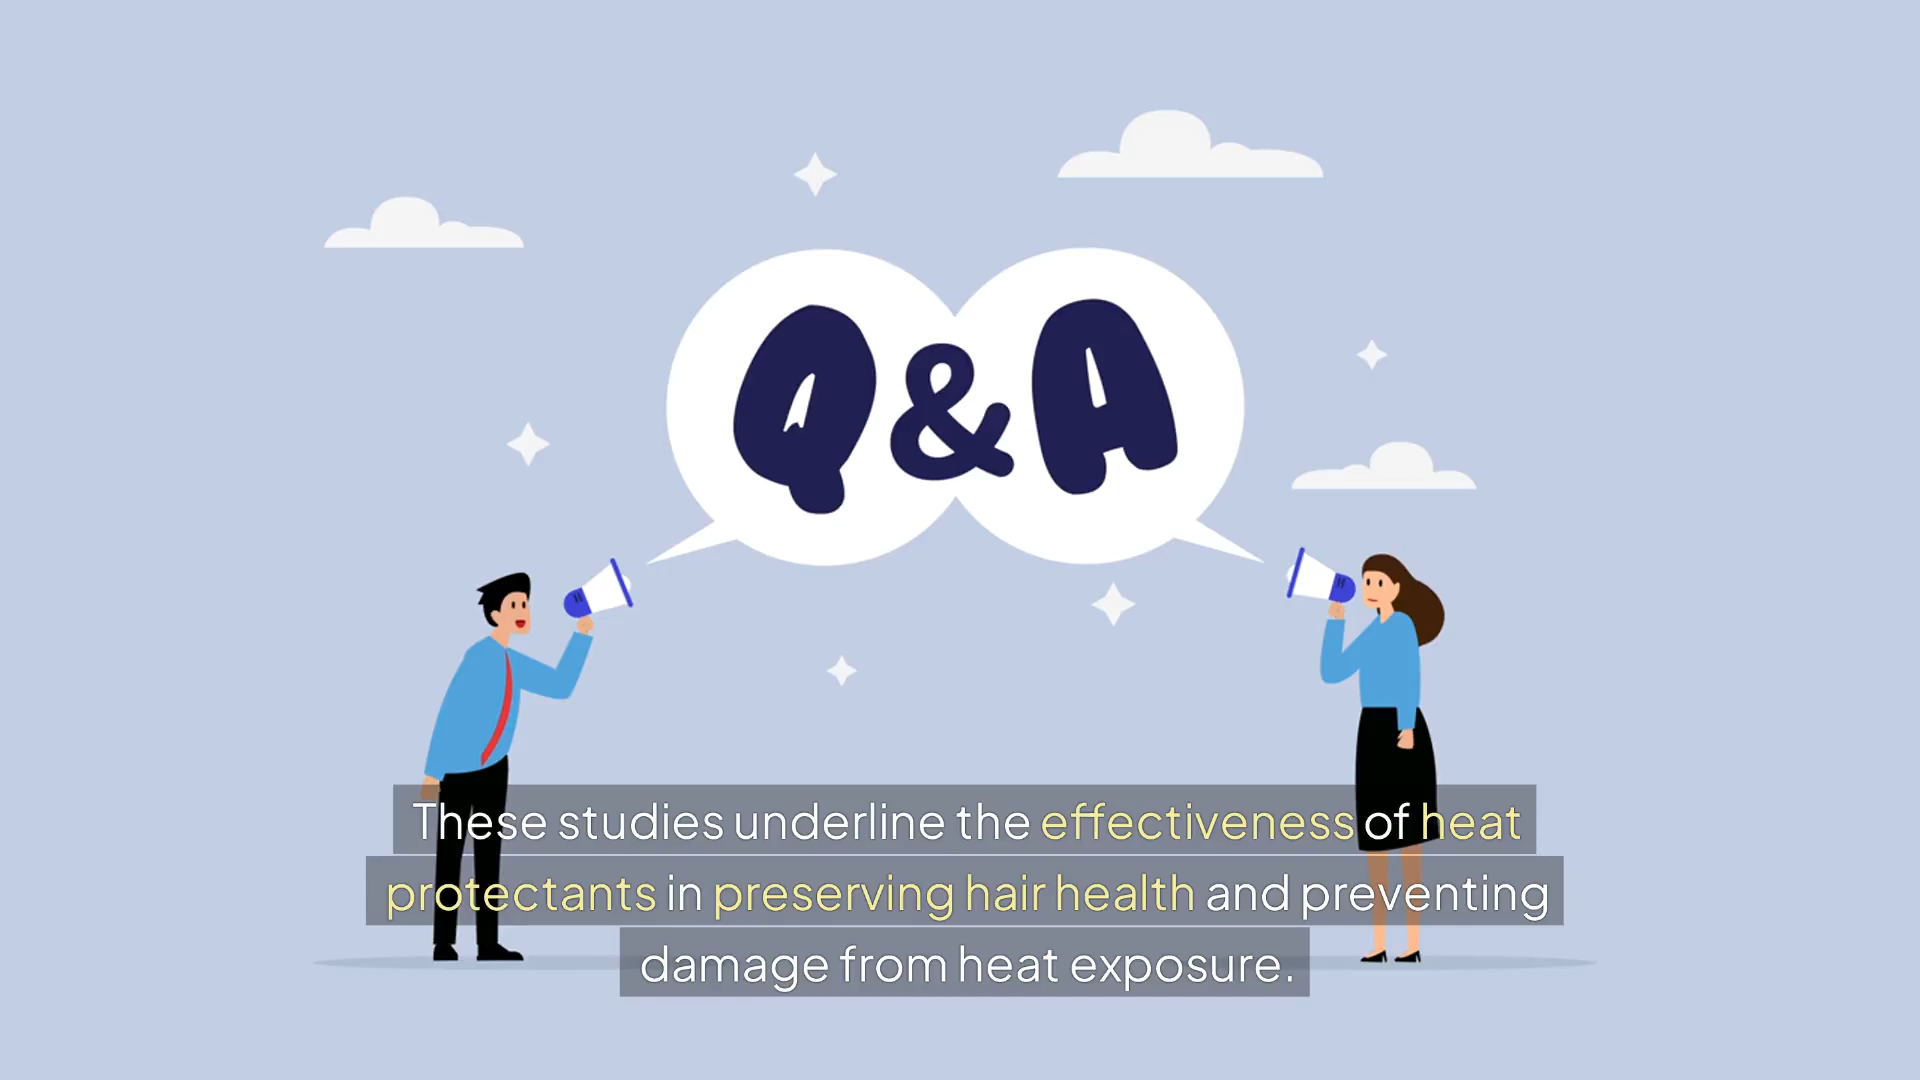 Q&A
These studies underline the effectiveness of heat
protectants in preserving hair health and preventing
damage from heat exposure.